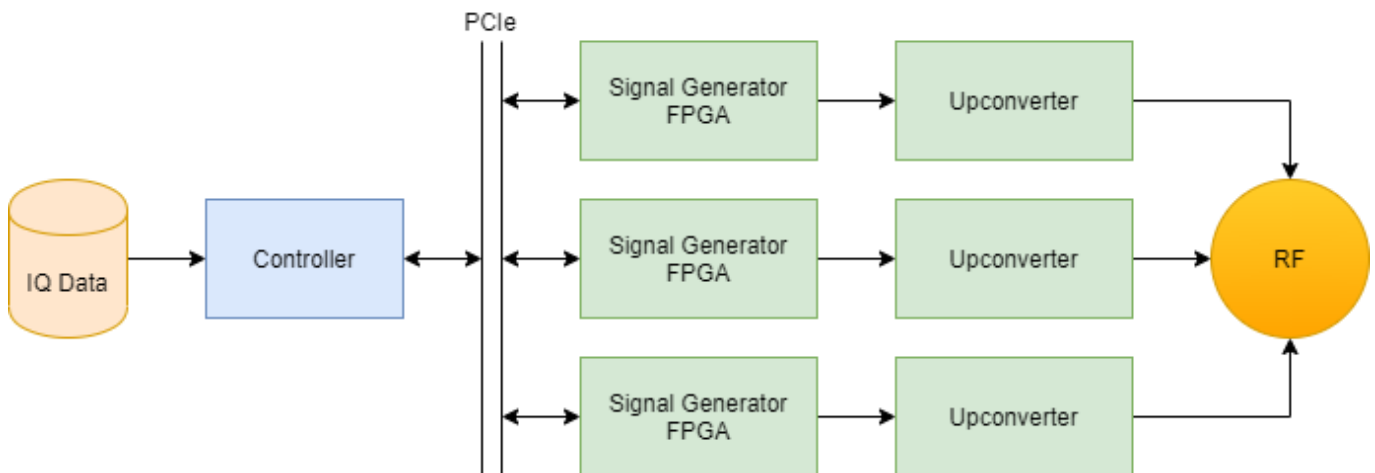 PCIe
Signal Generator
FPGA
Upconverter
IQ Data
Controller
Signal Generator
FPGA
Upconverter
RF
Signal Generator
FPGA
Upconverter